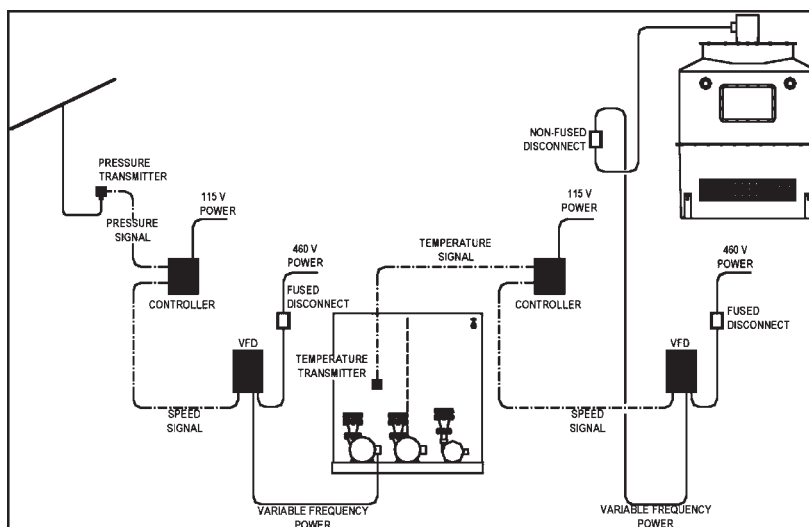 PRESSURE
TRANSMITTER
PRESSURE
SIGNAL
115 V
POWER
CONTROLLER
460 V
POWER
FUSED
DISCONNECT
VFD
SPEED
SIGNAL
VARIABLE FREQUENCY
POWER
TEMPERATURE
TRANSMITTER
TEMPERATURE
SIGNAL
115 V
POWER
CONTROLLER
NON-FUSED
DISCONNECT
460 V
POWER
FUSED
DISCONNECT
VFD
SPEED
SIGNAL
VARIABLE FREQUENCY
POWER